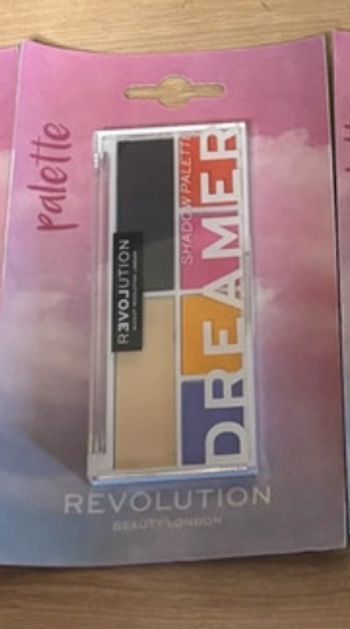 palette
SHADOW PALETTE
DREAMER
REVOLUTION
REVOLUTION
BEAUTY LONDON